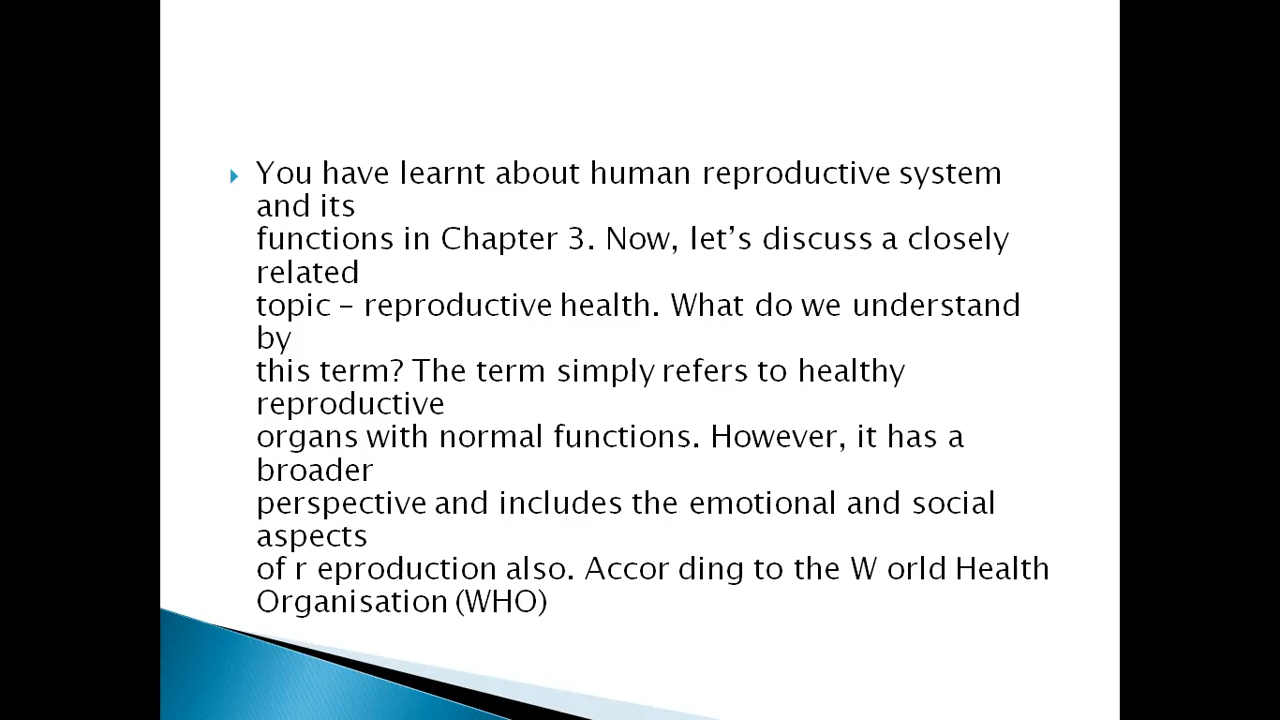 You have learnt about human reproductive system
and its
functions in Chapter 3. Now, let’s discuss a closely
related
topic – reproductive health. What do we understand
by
this term? The term simply refers to healthy
reproductive
organs with normal functions. However, it has a
broader
perspective and includes the emotional and social
aspects
of r eproduction also. Accor ding to the W orld Health
Organisation (WHO)